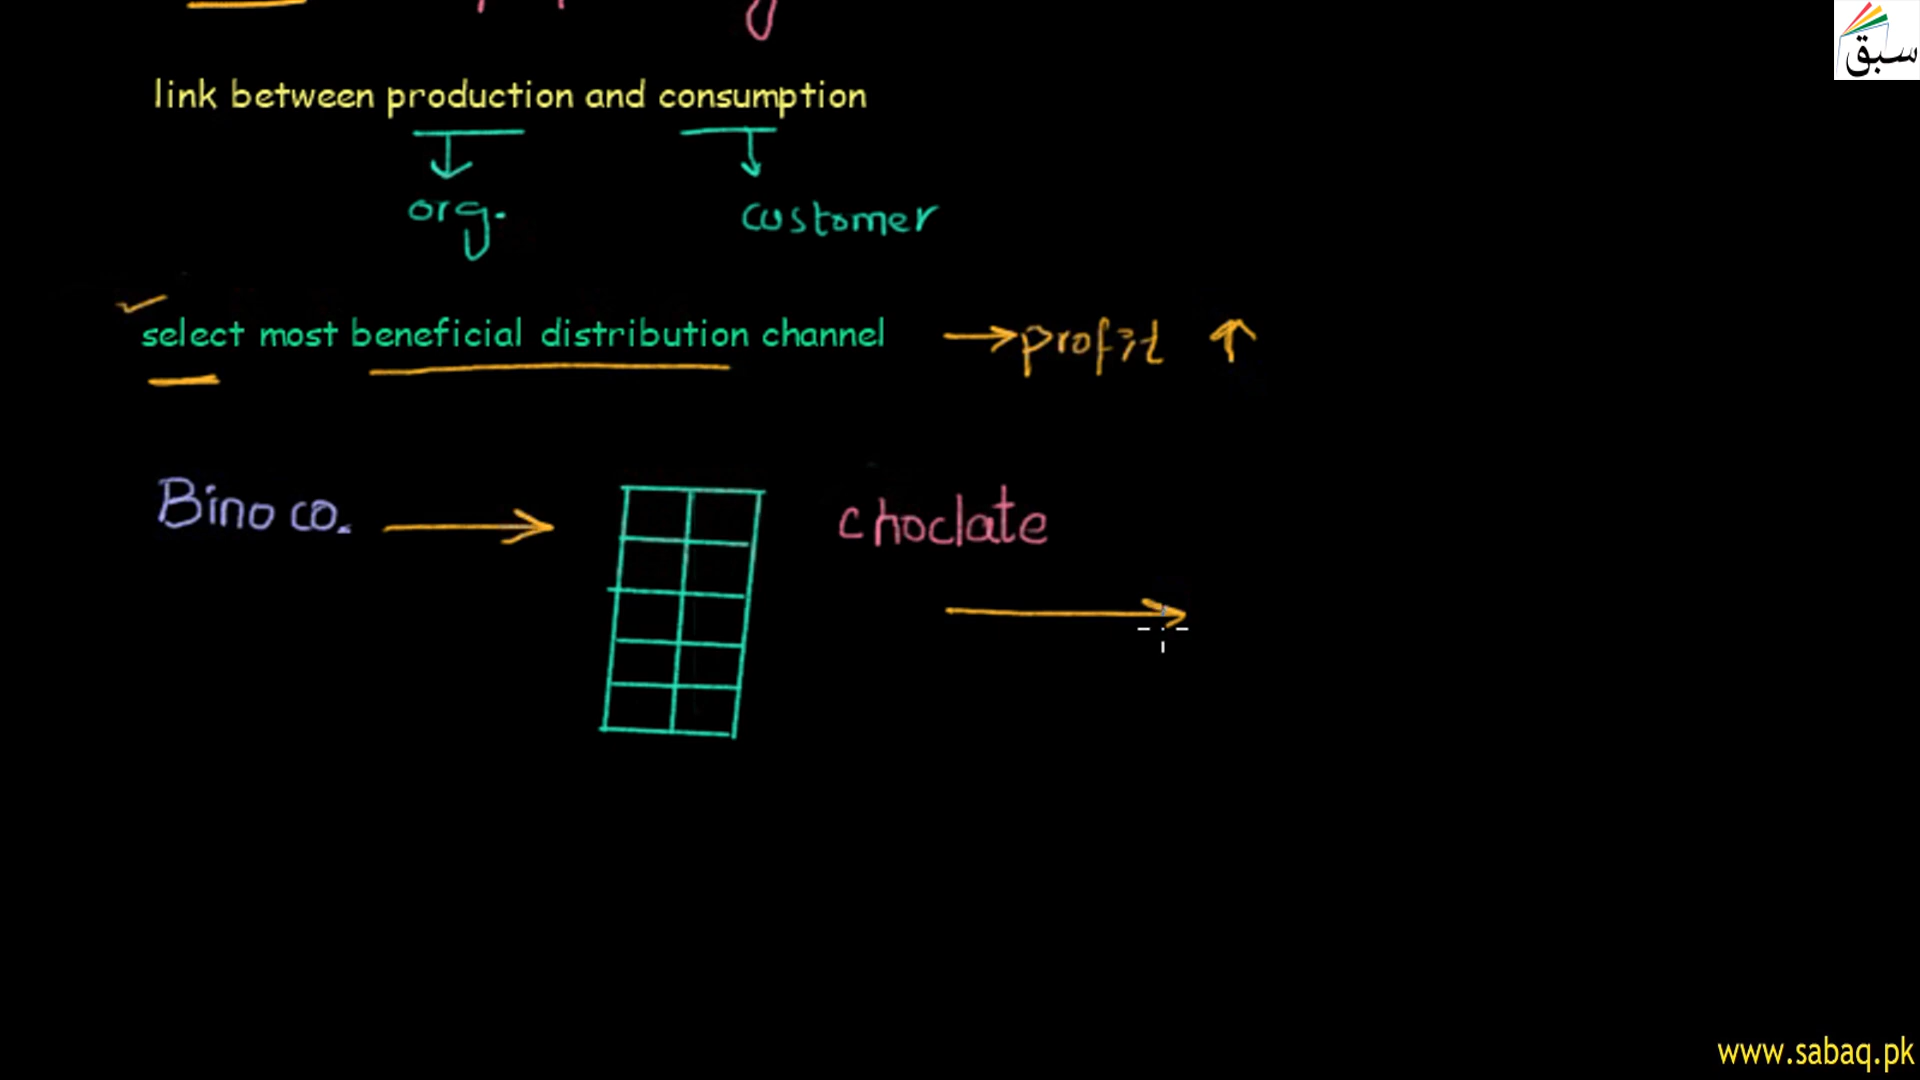 سبق
link between production and consumption
org. customer
select most beneficial distribution channel → profit ↑
Bino co. → choclate
www.sabaq.pk